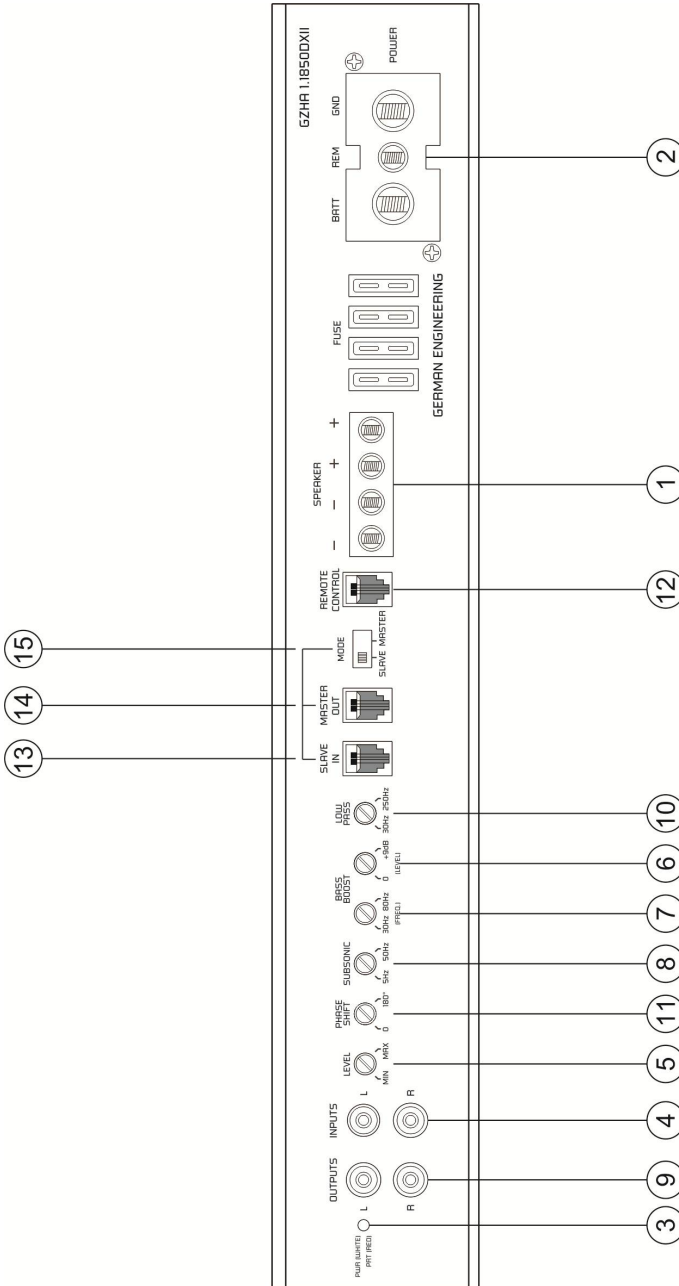 GZHA 1.1850DXII
POWER
GND
REM
BATT
2
FUSE
GERMAN ENGINEERING
SPEAKER
+
+
−
−
1
REMOTE
CONTROL
12
MODE
SLAVE MASTER
15
MASTER
OUT
14
SLAVE
IN
13
LOW
PASS
30Hz 250Hz
10
BASS
BOOST
0 +9dB
(LEVEL)
6
30Hz 80Hz
(FREQ.)
7
SUBSONIC
5Hz 50Hz
8
PHASE
SHIFT
0 180°
11
LEVEL
MIN MAX
5
INPUTS
L
R
4
OUTPUTS
L
R
9
PWR (WHITE)
PRT (RED)
3